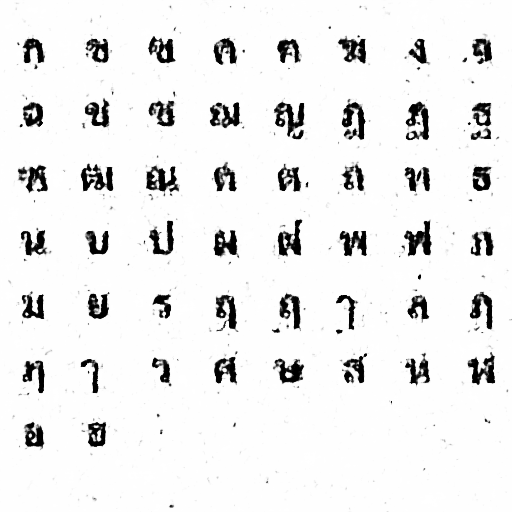 ก ข ฃ ค ฅ ฆ ง จ
ฉ ช ซ ฌ ญ ฎ ฏ ฐ
ฑ ฒ ณ ด ต ถ ท ธ
น บ ป ผ ฝ พ ฟ ภ
ม ย ร ฤ ฤ ๅ ล ฦ
ฦ ๅ ว ศ ษ ส ห ฬ
อ ฮ